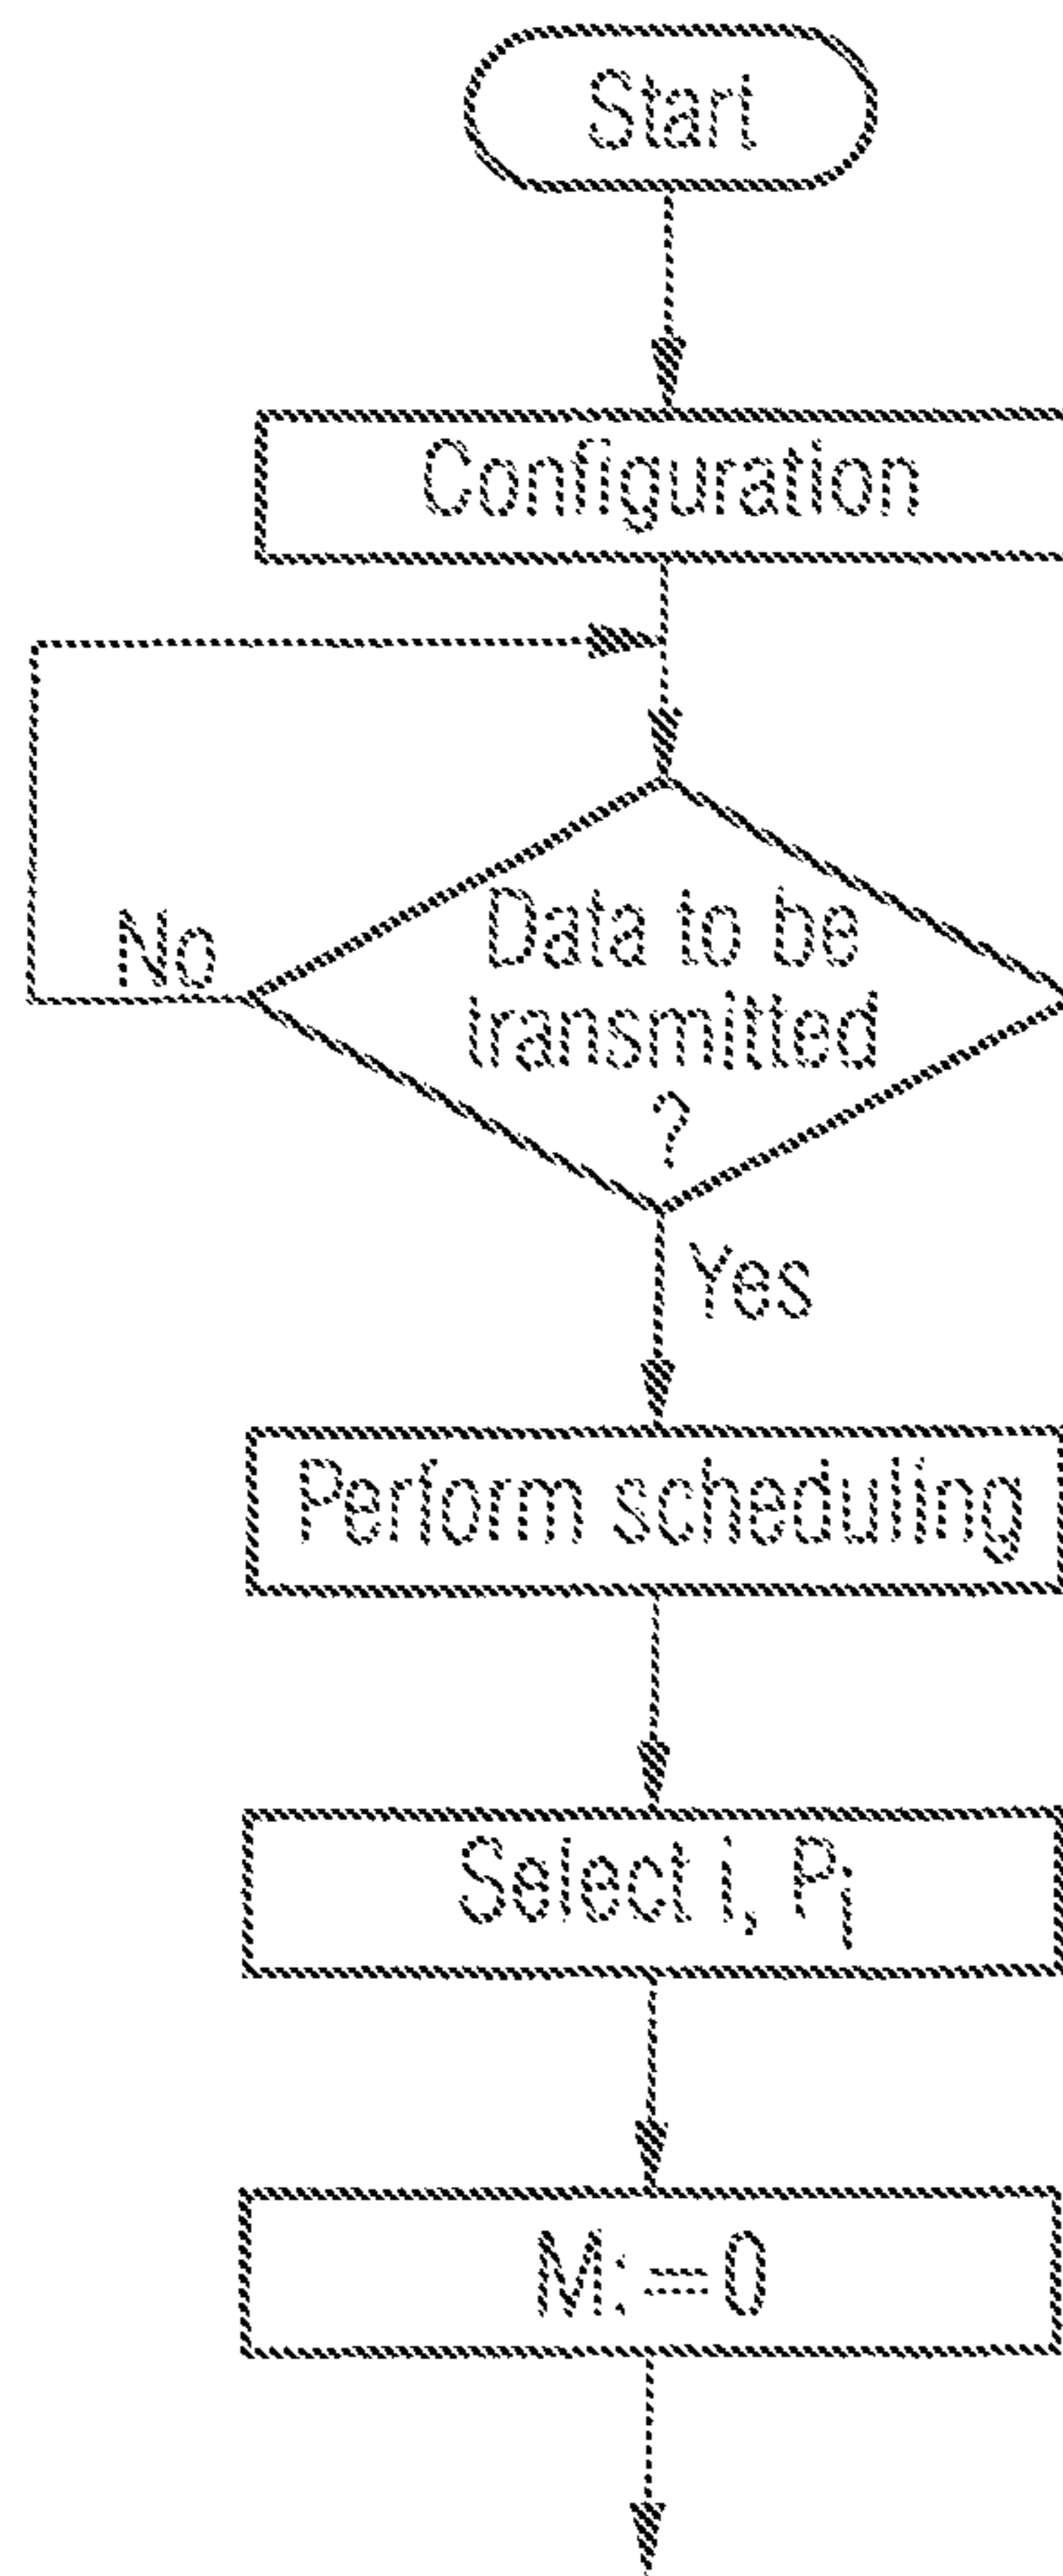 Start
Configuration
Data to be
No
transmitted
?
Yes
Perform scheduling
Select i, Pi
M:=0